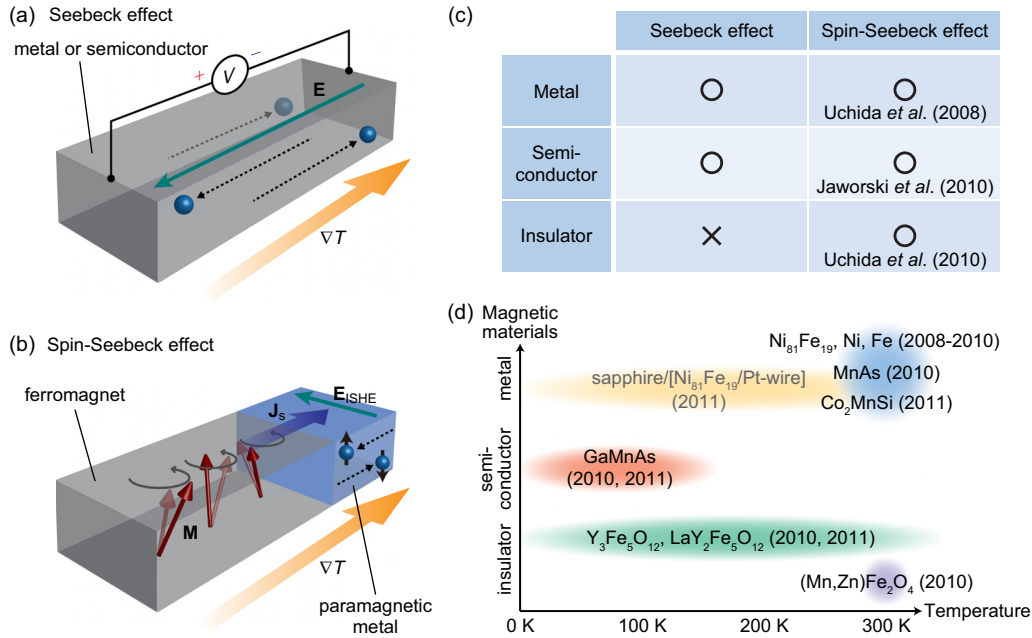 (a) Seebeck effect
metal or semiconductor
+ V −
E
∇T
(b) Spin-Seebeck effect
ferromagnet
E_ISHE
J_s
M
∇T
paramagnetic
metal
(c)
Seebeck effect Spin-Seebeck effect
Metal ○ ○
Uchida et al. (2008)
Semi-
conductor ○ ○
Jaworski et al. (2010)
Insulator × ○
Uchida et al. (2010)
(d) Magnetic
materials
metal
semi-
conductor
insulator
Ni₈₁Fe₁₉, Ni, Fe (2008-2010)
MnAs (2010)
Co₂MnSi (2011)
sapphire/[Ni₈₁Fe₁₉/Pt-wire]
(2011)
GaMnAs
(2010, 2011)
Y₃Fe₅O₁₂, LaY₂Fe₅O₁₂ (2010, 2011)
(Mn,Zn)Fe₂O₄ (2010)
Temperature
0 K 100 K 200 K 300 K